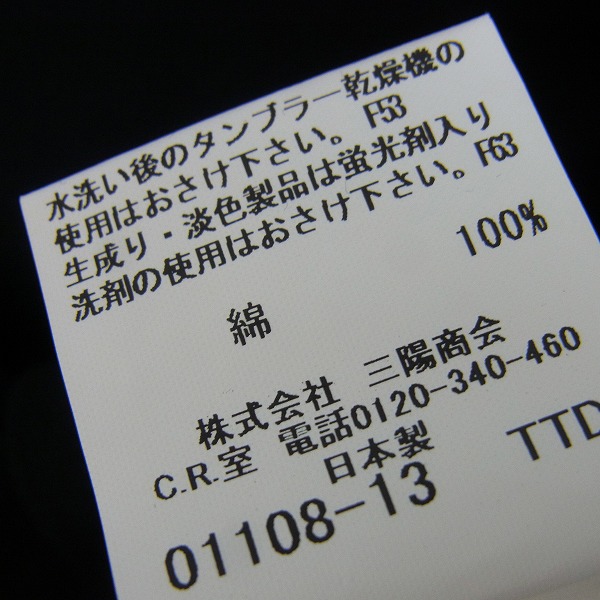 水洗い後のタンブラー乾燥機の
使用はおさけ下さい。 F53
生成り・淡色製品は蛍光剤入り
洗剤の使用はおさけ下さい。F63
綿 100%
株式会社 三陽商会
C.R.室 電話0120-340-460
日本製
01108-13 TTD